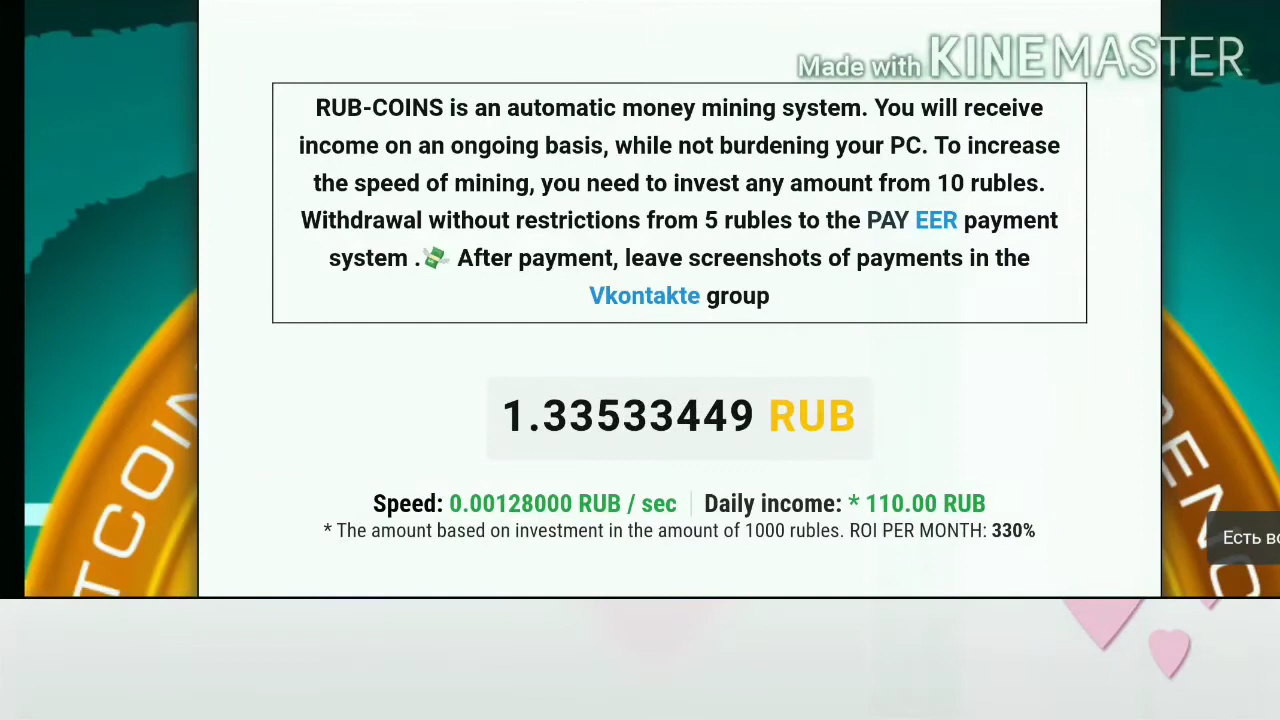 Made with KINEMASTER
RUB-COINS is an automatic money mining system. You will receive
income on an ongoing basis, while not burdening your PC. To increase
the speed of mining, you need to invest any amount from 10 rubles.
Withdrawal without restrictions from 5 rubles to the PAY EER payment
system .💸 After payment, leave screenshots of payments in the
Vkontakte group
1.33533449 RUB
Speed: 0.00128000 RUB / sec Daily income: * 110.00 RUB
* The amount based on investment in the amount of 1000 rubles. ROI PER MONTH: 330%
Есть